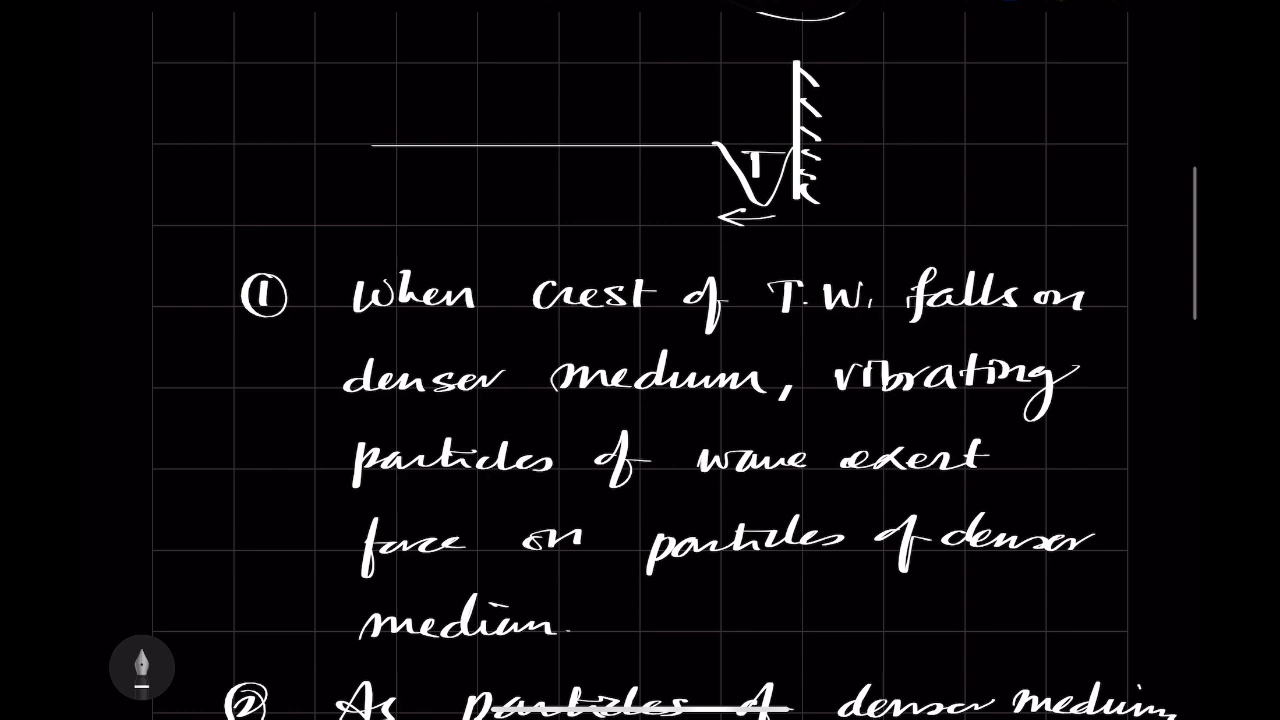 T
① When crest of T.W. falls on
denser medium, vibrating
particles of wave exert
force on particles of denser
medium.
② As particles of denser medium